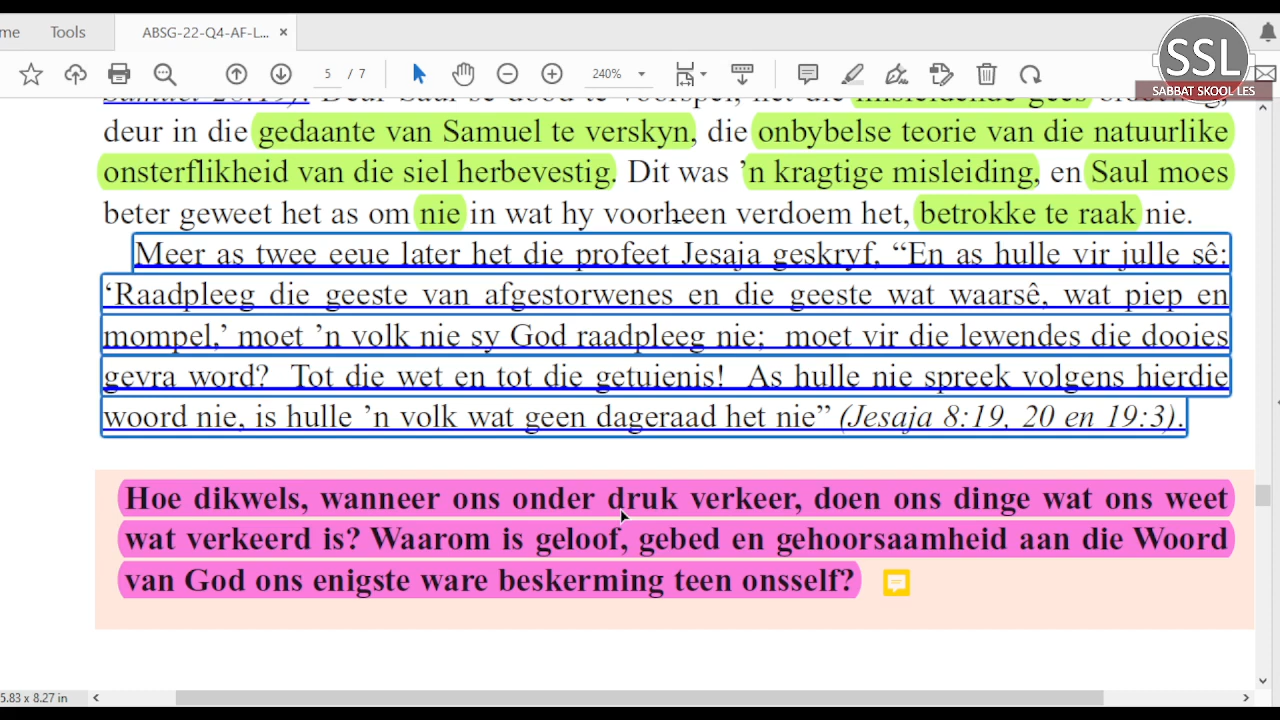 me Tools ABSG-22-Q4-AF-L... ×
5 / 7 240%
SSL
SABBAT SKOOL LES
deur in die gedaante van Samuel te verskyn, die onbybelse teorie van die natuurlike
onsterflikheid van die siel herbevestig. Dit was ’n kragtige misleiding, en Saul moes
beter geweet het as om nie in wat hy voorheen verdoem het, betrokke te raak nie.
Meer as twee eeue later het die profeet Jesaja geskryf, “En as hulle vir julle sê:
‘Raadpleeg die geeste van afgestorwenes en die geeste wat waarsê, wat piep en
mompel,’ moet ’n volk nie sy God raadpleeg nie; moet vir die lewendes die dooies
gevra word? Tot die wet en tot die getuienis! As hulle nie spreek volgens hierdie
woord nie, is hulle ’n volk wat geen dageraad het nie” (Jesaja 8:19, 20 en 19:3).
Hoe dikwels, wanneer ons onder druk verkeer, doen ons dinge wat ons weet
wat verkeerd is? Waarom is geloof, gebed en gehoorsaamheid aan die Woord
van God ons enigste ware beskerming teen onsself?
5.83 x 8.27 in